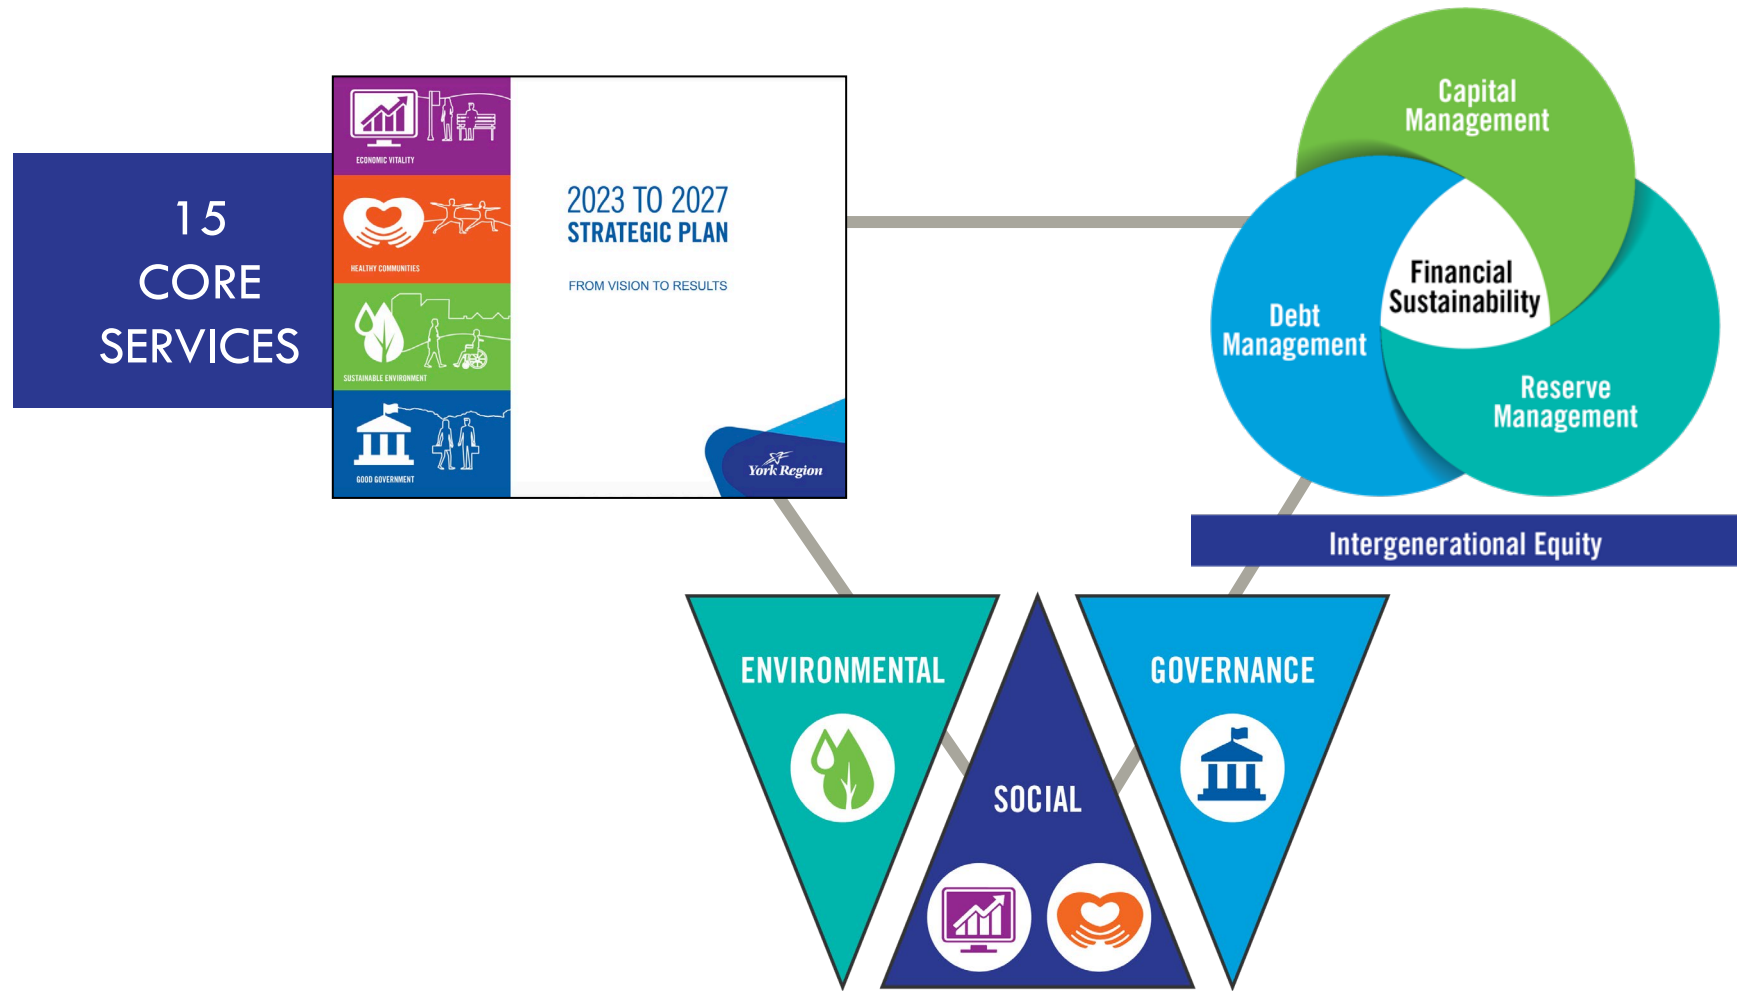 15
CORE
SERVICES
ECONOMIC VITALITY
HEALTHY COMMUNITIES
SUSTAINABLE ENVIRONMENT
GOOD GOVERNMENT
2023 TO 2027
STRATEGIC PLAN
FROM VISION TO RESULTS
York Region
Capital
Management
Financial
Sustainability
Debt
Management
Reserve
Management
Intergenerational Equity
ENVIRONMENTAL
SOCIAL
GOVERNANCE